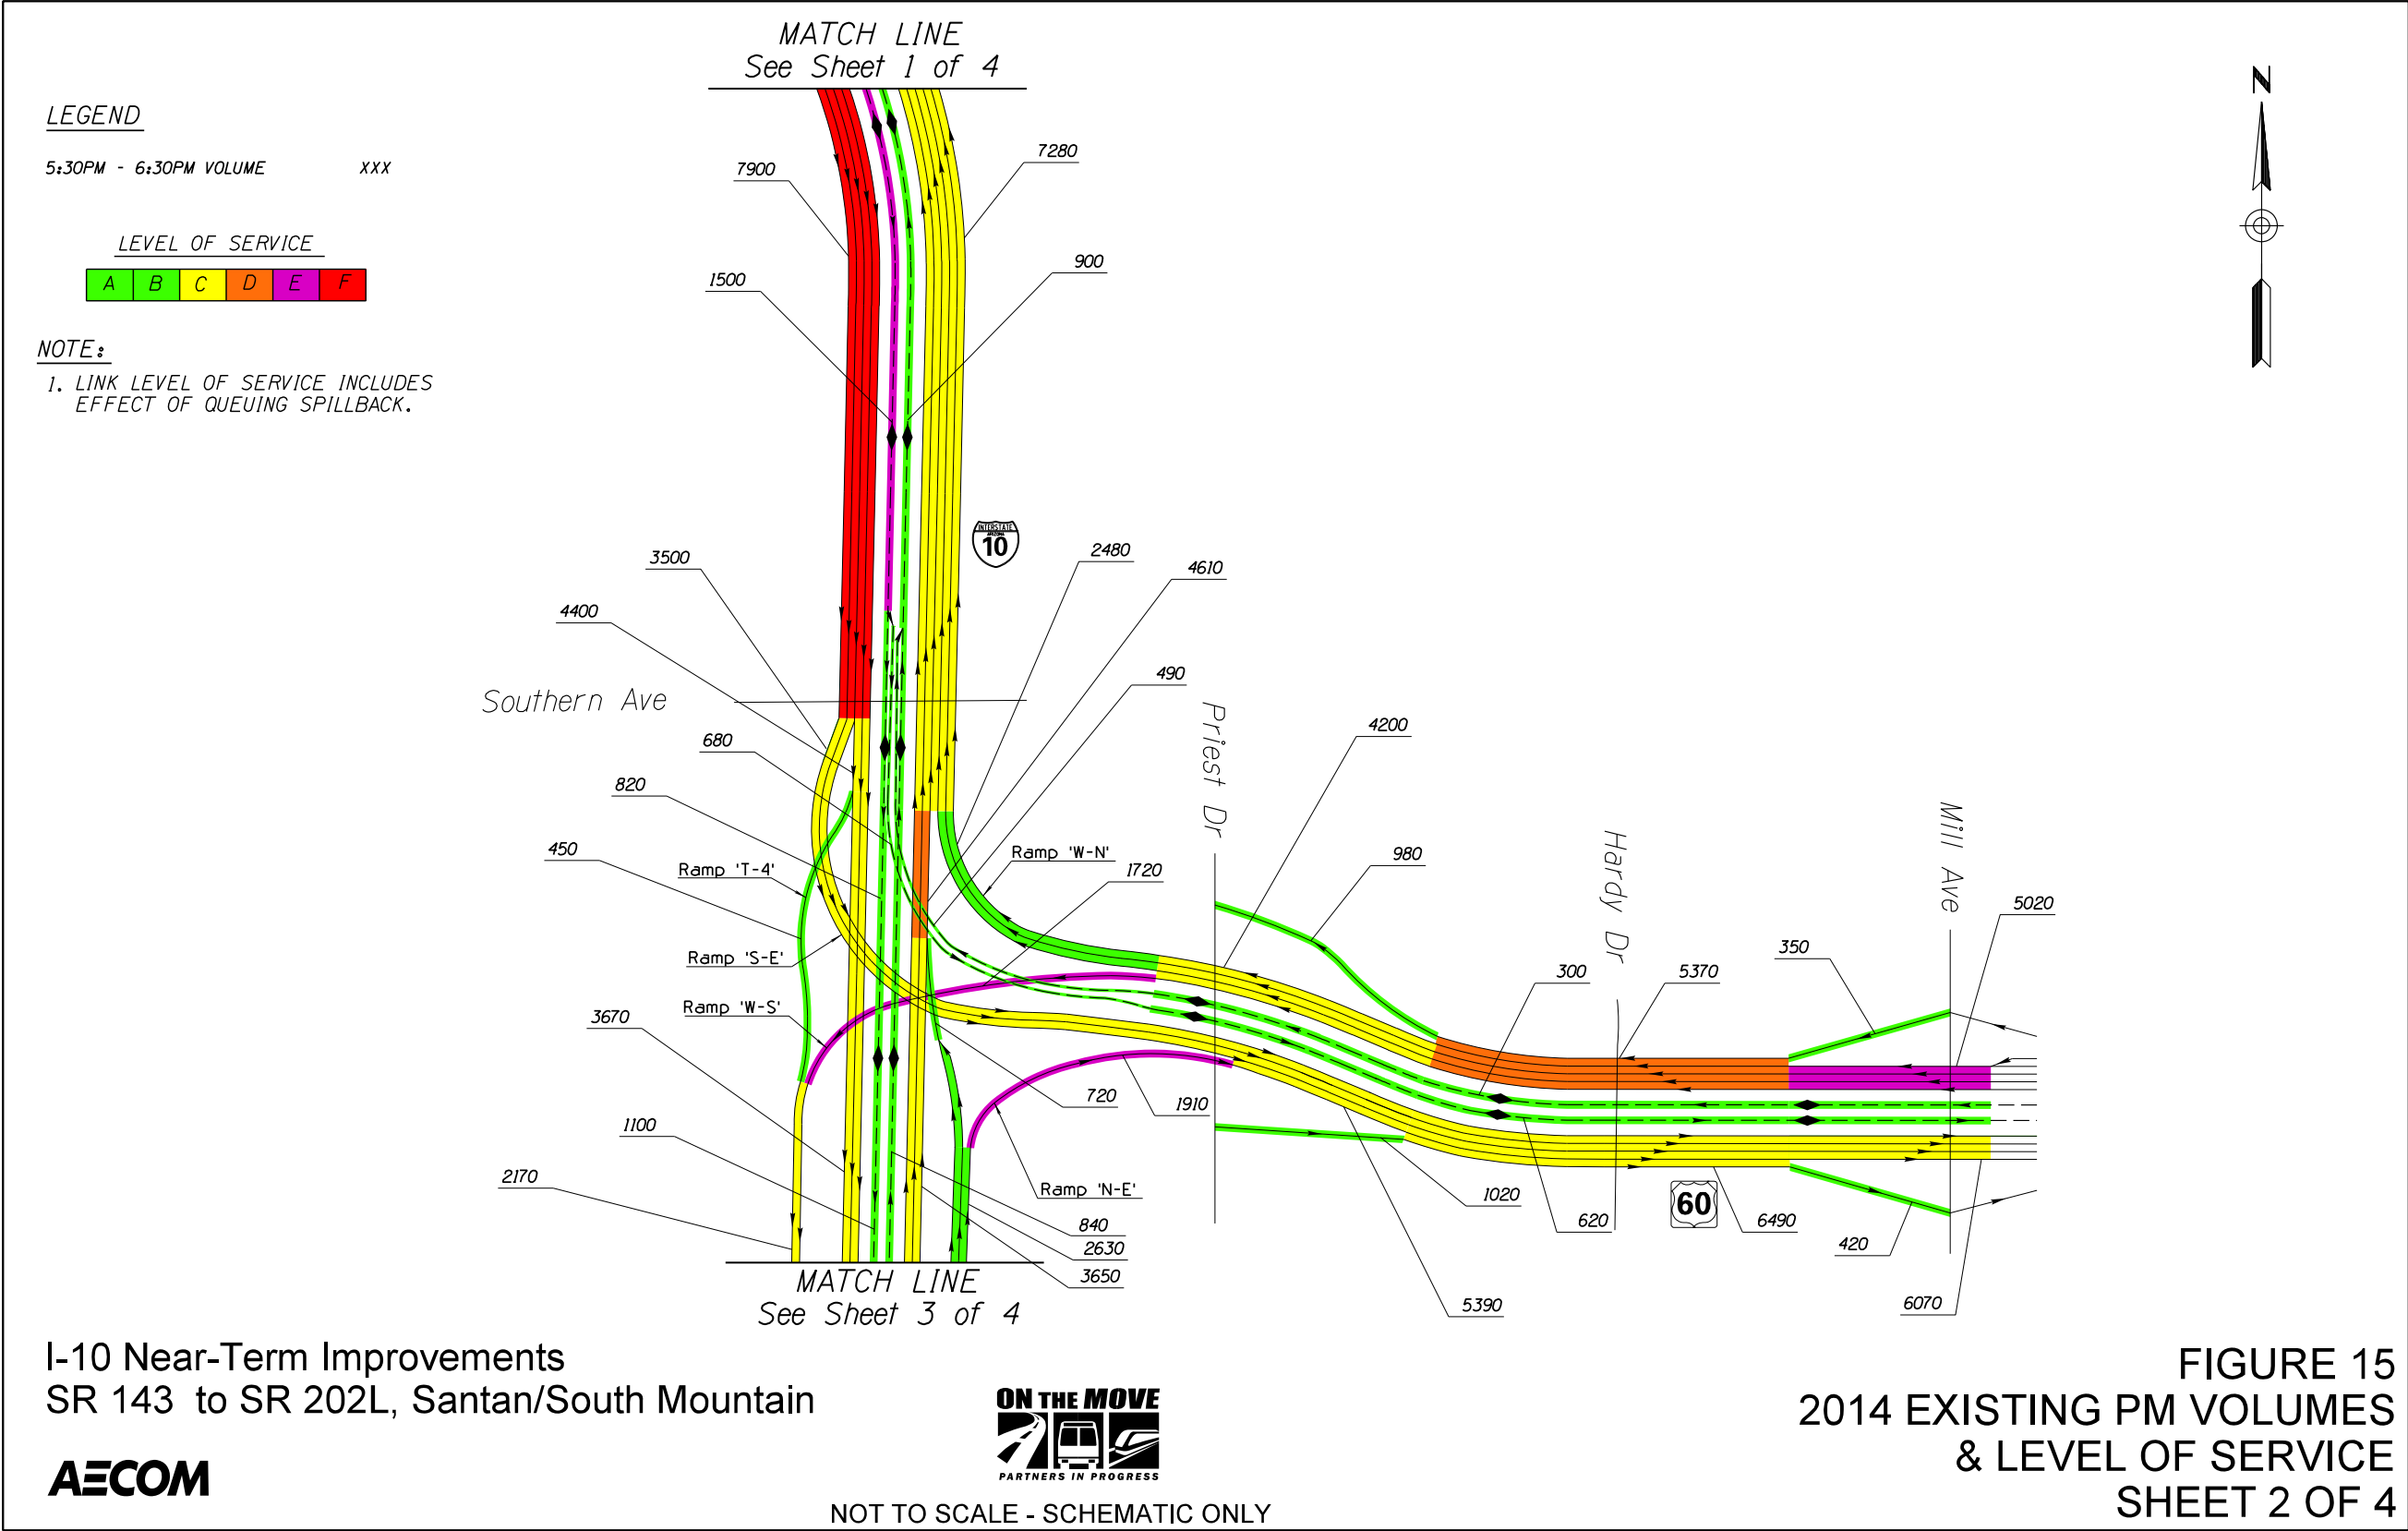 MATCH LINE
See Sheet 1 of 4
LEGEND
5:30PM - 6:30PM VOLUME XXX
LEVEL OF SERVICE
A B C D E F
NOTE:
1. LINK LEVEL OF SERVICE INCLUDES
EFFECT OF QUEUING SPILLBACK.
N
7280
7900
900
1500
INTERSTATE
ARIZONA
10
3500
2480
4610
4400
490
Southern Ave
680
820
450
Ramp 'T-4'
Ramp 'S-E'
Ramp 'W-S'
3670
1100
2170
Ramp 'W-N'
1720
Priest Dr
4200
980
Hardy Dr
Mill Ave
5020
350
300
5370
720
1910
Ramp 'N-E'
840
2630
3650
1020
620
60
6490
420
6070
5390
MATCH LINE
See Sheet 3 of 4
I-10 Near-Term Improvements
SR 143 to SR 202L, Santan/South Mountain
AECOM
ON THE MOVE
PARTNERS IN PROGRESS
NOT TO SCALE - SCHEMATIC ONLY
FIGURE 15
2014 EXISTING PM VOLUMES
& LEVEL OF SERVICE
SHEET 2 OF 4